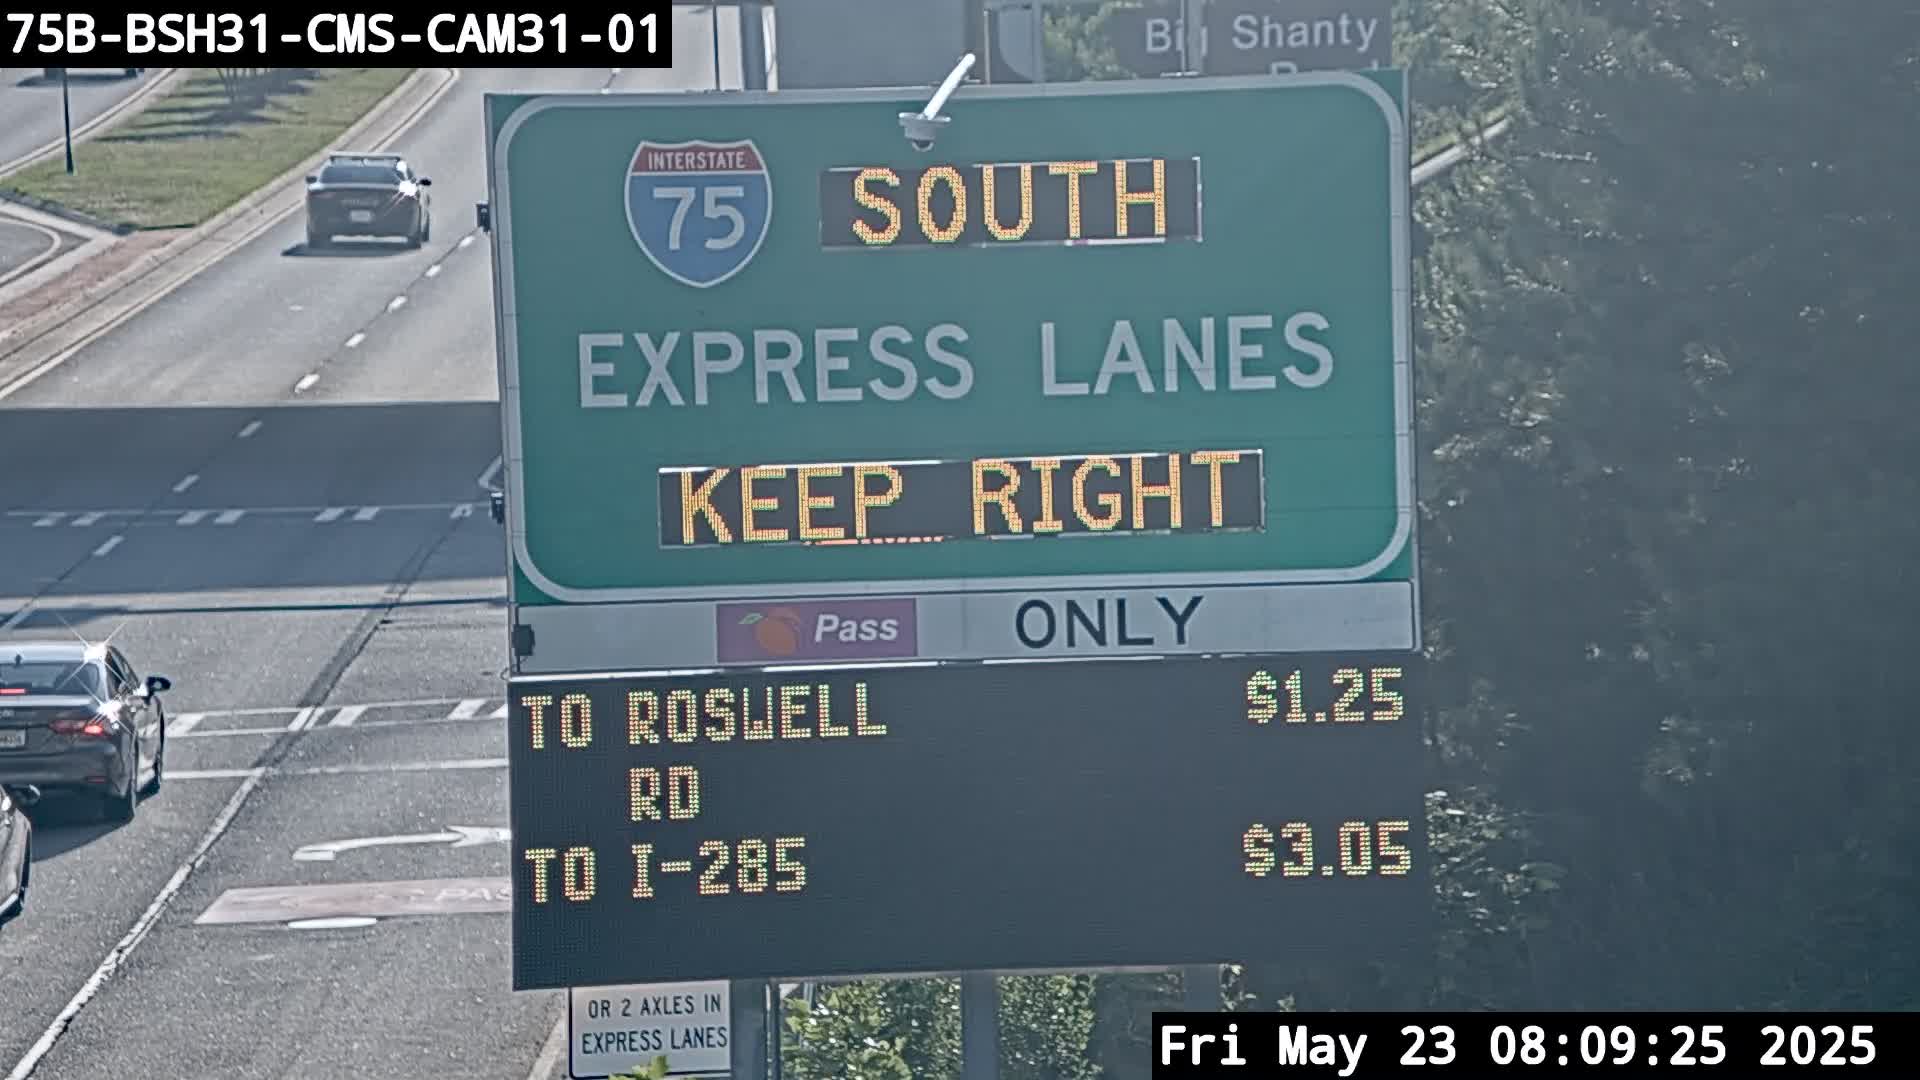 75B-BSH31-CMS-CAM31-01
Big Shanty
INTERSTATE
75
SOUTH
EXPRESS LANES
KEEP RIGHT
Pass ONLY
TO ROSWELL $1.25
RD
TO I-285 $3.05
OR 2 AXLES IN
EXPRESS LANES
Fri May 23 08:09:25 2025